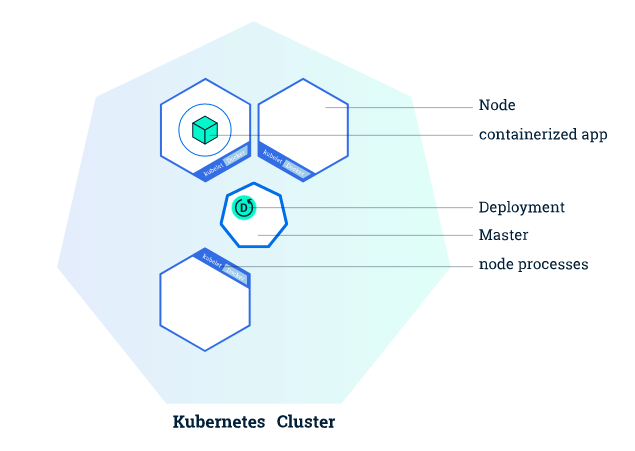 Node
containerized app
kubelet Docker
kubelet Docker
D
Deployment
Master
kubelet Docker
node processes
Kubernetes Cluster